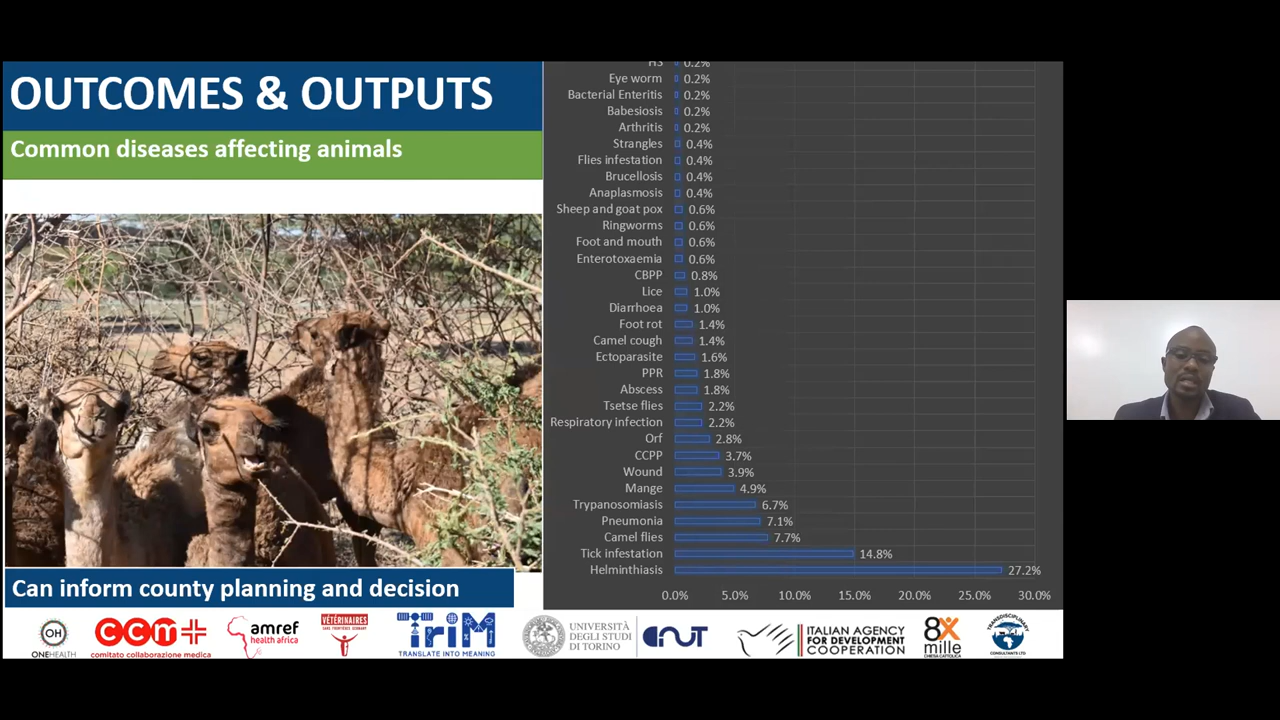 OUTCOMES & OUTPUTS
Common diseases affecting animals
HS 0.2%
Eye worm 0.2%
Bacterial Enteritis 0.2%
Babesiosis 0.2%
Arthritis 0.2%
Strangles 0.4%
Flies infestation 0.4%
Brucellosis 0.4%
Anaplasmosis 0.4%
Sheep and goat pox 0.6%
Ringworms 0.6%
Foot and mouth 0.6%
Enterotoxaemia 0.6%
CBPP 0.8%
Lice 1.0%
Diarrhoea 1.0%
Foot rot 1.4%
Camel cough 1.4%
Ectoparasite 1.6%
PPR 1.8%
Abscess 1.8%
Tsetse flies 2.2%
Respiratory infection 2.2%
Orf 2.8%
CCPP 3.7%
Wound 3.9%
Mange 4.9%
Trypanosomiasis 6.7%
Pneumonia 7.1%
Camel flies 7.7%
Tick infestation 14.8%
Helminthiasis 27.2%
0.0% 5.0% 10.0% 15.0% 20.0% 25.0% 30.0%
Can inform county planning and decision
OH
ONEHEALTH
ccm
comitato collaborazione medica
amref
health africa
VÉTÉRINAIRES
SANS FRONTIÈRES GERMANY
TriM
TRANSLATE INTO MEANING
UNIVERSITÀ
DEGLI STUDI
DI TORINO
ITALIAN AGENCY
FOR DEVELOPMENT
COOPERATION
8X
mille
CHIESA CATTOLICA
TRANSDISCIPLINARY
CONSULTANTS LTD